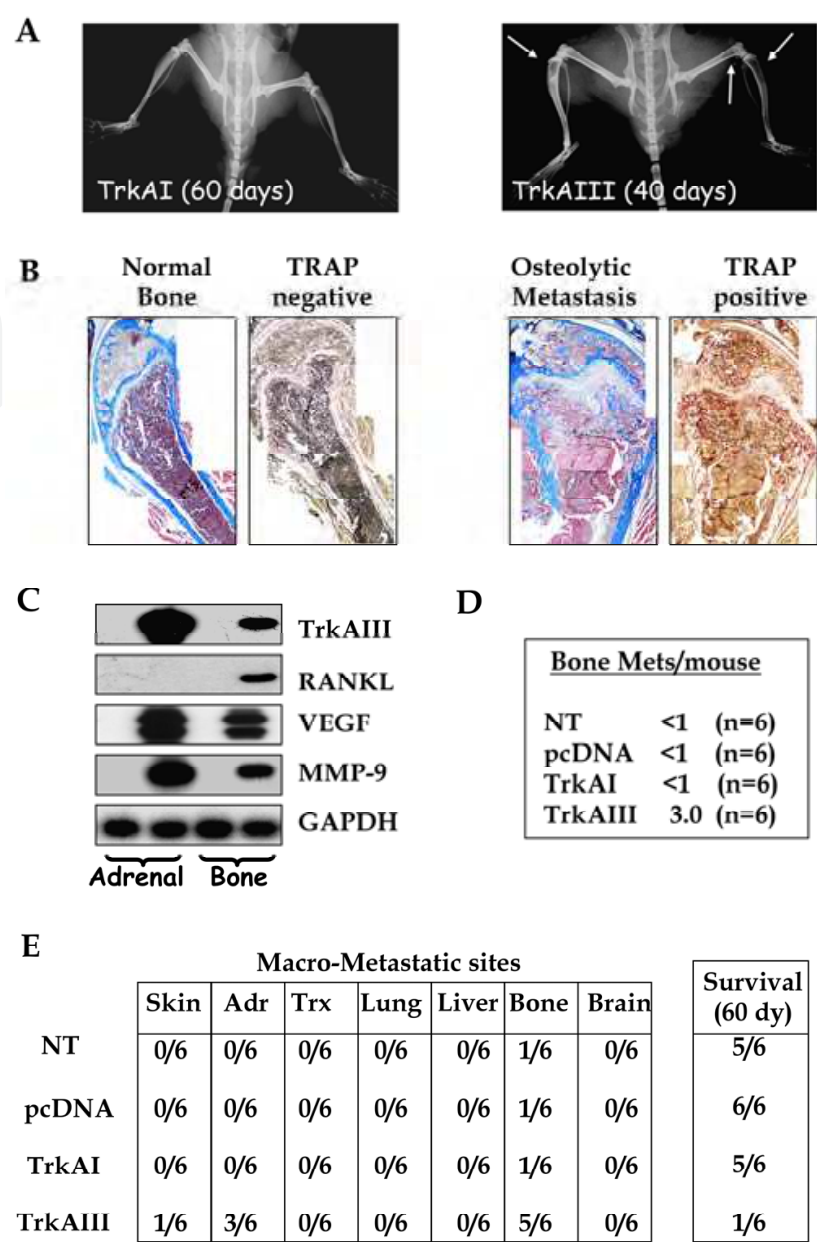 A
TrkAI (60 days)
TrkAIII (40 days)
B
Normal Bone
TRAP negative
Osteolytic Metastasis
TRAP positive
C
TrkAIII
RANKL
VEGF
MMP-9
GAPDH
Adrenal Bone
D
Bone Mets/mouse
NT <1 (n=6)
pcDNA <1 (n=6)
TrkAI <1 (n=6)
TrkAIII 3.0 (n=6)
E
Macro-Metastatic sites
Skin Adr Trx Lung Liver Bone Brain Survival (60 dy)
NT 0/6 0/6 0/6 0/6 0/6 1/6 0/6 5/6
pcDNA 0/6 0/6 0/6 0/6 0/6 1/6 0/6 6/6
TrkAI 0/6 0/6 0/6 0/6 0/6 1/6 0/6 5/6
TrkAIII 1/6 3/6 0/6 0/6 0/6 5/6 0/6 1/6